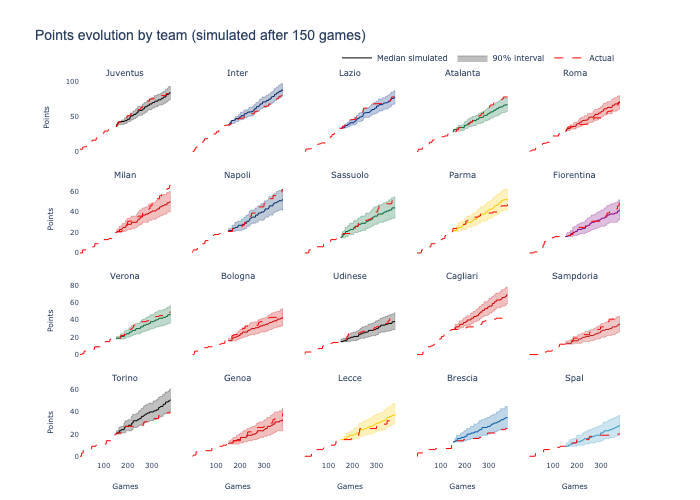 Points evolution by team (simulated after 150 games)
Median simulated 90% interval Actual
Juventus Inter Lazio Atalanta Roma
100
50
0
Points
Milan Napoli Sassuolo Parma Fiorentina
60
40
20
0
Points
Verona Bologna Udinese Cagliari Sampdoria
80
60
40
20
0
Points
Torino Genoa Lecce Brescia Spal
60
40
20
0
Points
100 200 300 100 200 300 100 200 300 100 200 300 100 200 300
Games Games Games Games Games